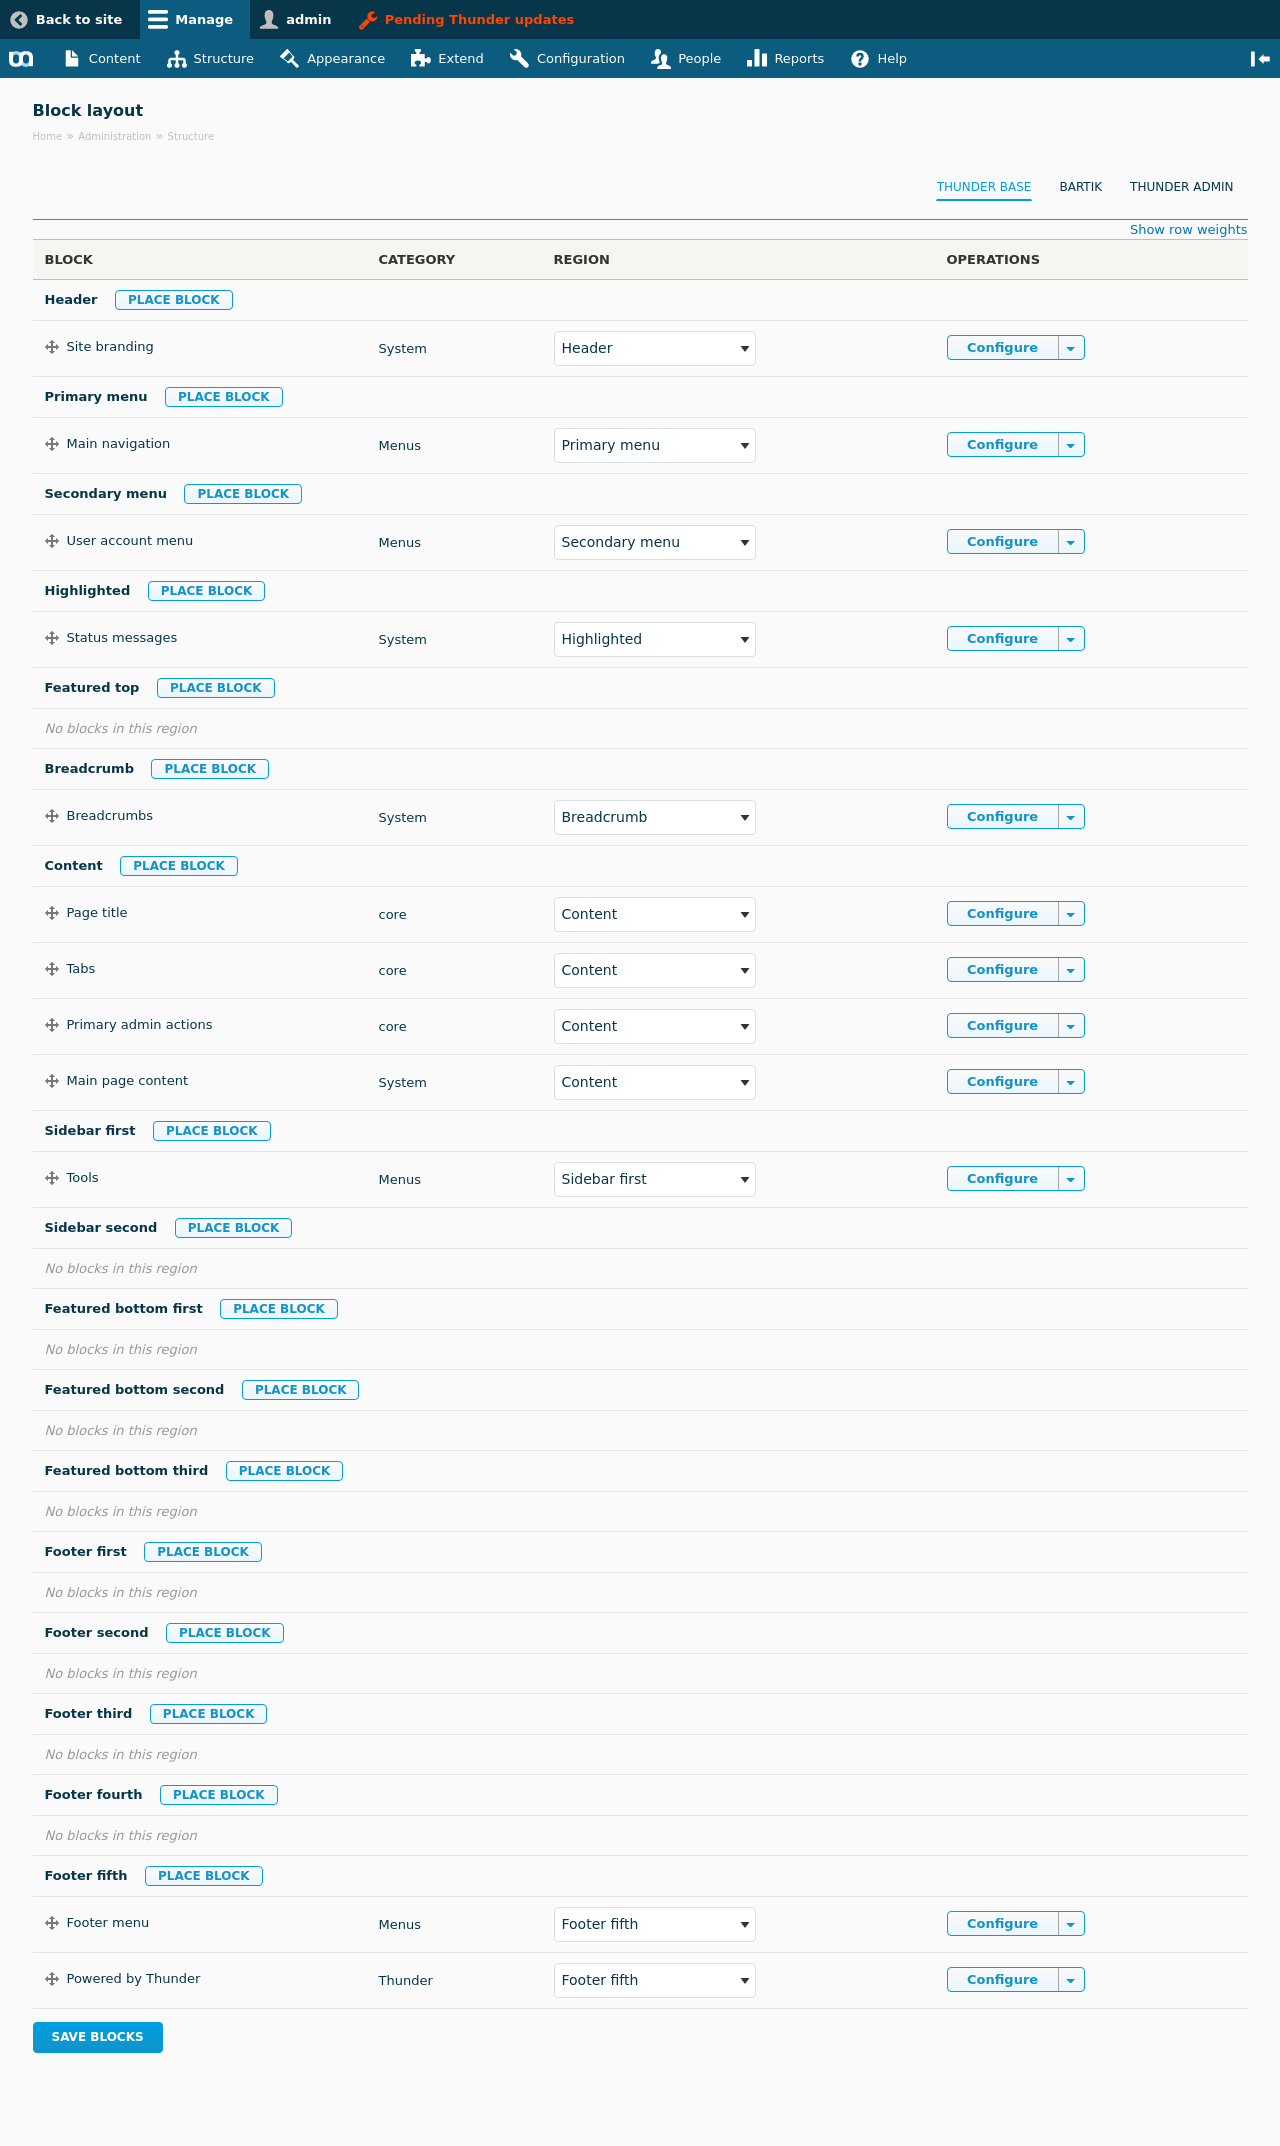 Back to site Manage admin Pending Thunder updates
Content Structure Appearance Extend Configuration People Reports Help
Block layout
Home » Administration » Structure
THUNDER BASE BARTIK THUNDER ADMIN
Show row weights
BLOCK CATEGORY REGION OPERATIONS
Header PLACE BLOCK
Site branding System Header Configure
Primary menu PLACE BLOCK
Main navigation Menus Primary menu Configure
Secondary menu PLACE BLOCK
User account menu Menus Secondary menu Configure
Highlighted PLACE BLOCK
Status messages System Highlighted Configure
Featured top PLACE BLOCK
No blocks in this region
Breadcrumb PLACE BLOCK
Breadcrumbs System Breadcrumb Configure
Content PLACE BLOCK
Page title core Content Configure
Tabs core Content Configure
Primary admin actions core Content Configure
Main page content System Content Configure
Sidebar first PLACE BLOCK
Tools Menus Sidebar first Configure
Sidebar second PLACE BLOCK
No blocks in this region
Featured bottom first PLACE BLOCK
No blocks in this region
Featured bottom second PLACE BLOCK
No blocks in this region
Featured bottom third PLACE BLOCK
No blocks in this region
Footer first PLACE BLOCK
No blocks in this region
Footer second PLACE BLOCK
No blocks in this region
Footer third PLACE BLOCK
No blocks in this region
Footer fourth PLACE BLOCK
No blocks in this region
Footer fifth PLACE BLOCK
Footer menu Menus Footer fifth Configure
Powered by Thunder Thunder Footer fifth Configure
SAVE BLOCKS